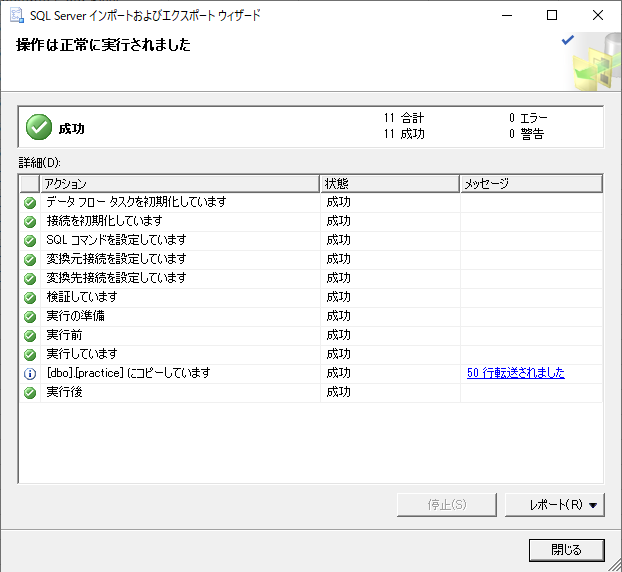 SQL Server インポートおよびエクスポート ウィザード
操作は正常に実行されました
成功
11 合計 0 エラー
11 成功 0 警告
詳細(D):
アクション 状態 メッセージ
データ フロー タスクを初期化しています 成功
接続を初期化しています 成功
SQL コマンドを設定しています 成功
変換元接続を設定しています 成功
変換先接続を設定しています 成功
検証しています 成功
実行の準備 成功
実行前 成功
実行しています 成功
[dbo].[practice] にコピーしています 成功 50 行転送されました
実行後 成功
停止(S) レポート(R)
閉じる